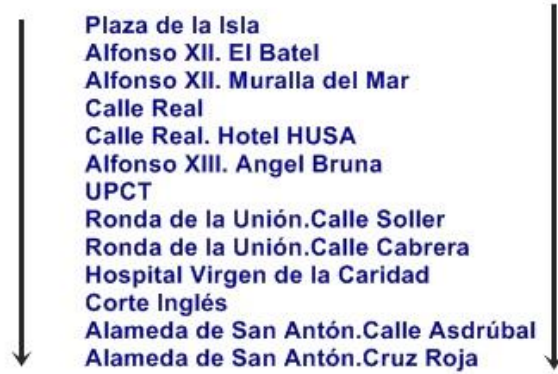 Plaza de la Isla
Alfonso XII. El Batel
Alfonso XII. Muralla del Mar
Calle Real
Calle Real. Hotel HUSA
Alfonso XIII. Angel Bruna
UPCT
Ronda de la Unión.Calle Soller
Ronda de la Unión.Calle Cabrera
Hospital Virgen de la Caridad
Corte Inglés
Alameda de San Antón.Calle Asdrúbal
Alameda de San Antón.Cruz Roja